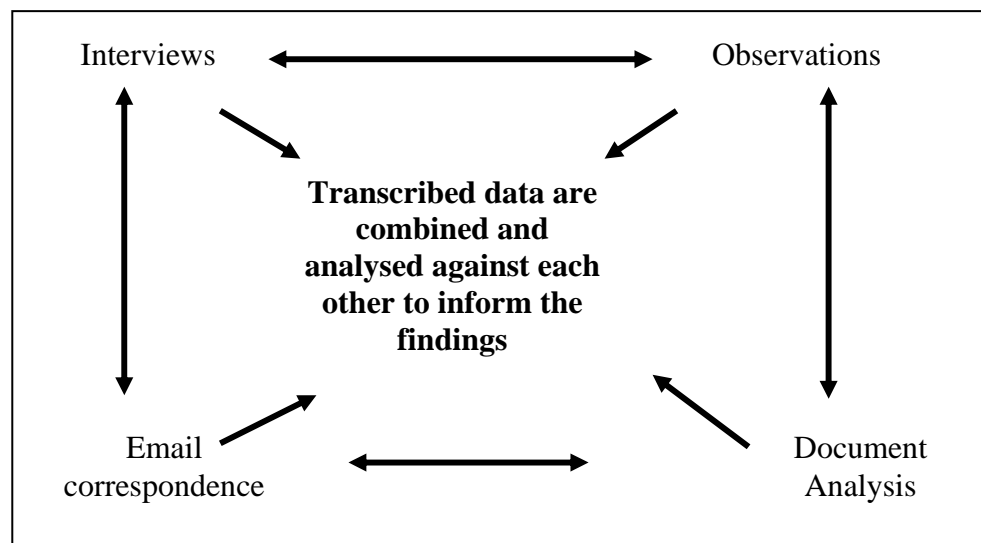 Interviews
Observations
Transcribed data are
combined and
analysed against each
other to inform the
findings
Email
correspondence
Document
Analysis